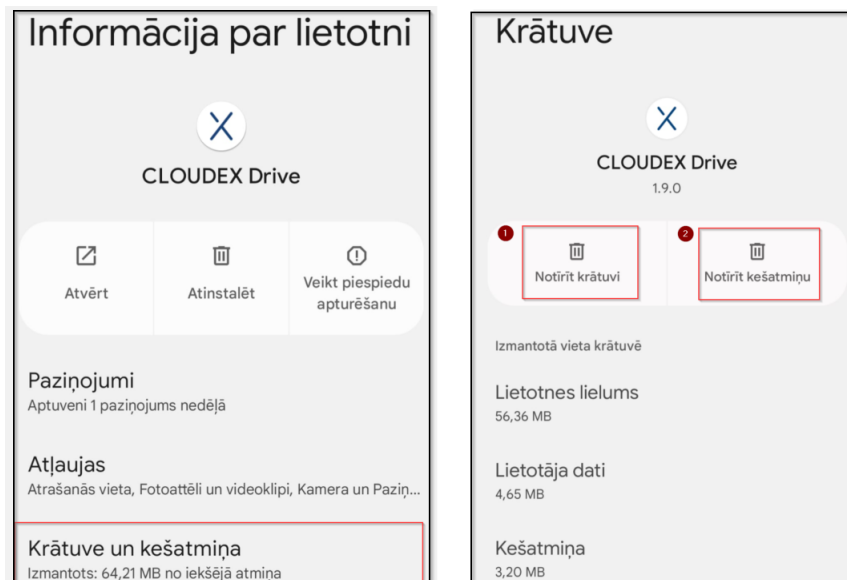 Informācija par lietotni
CLOUDEX Drive
Atvērt
Atinstalēt
Veikt piespiedu
apturēšanu
Paziņojumi
Aptuveni 1 paziņojums nedēļā
Atļaujas
Atrašanās vieta, Fotoattēli un videoklipi, Kamera un Paziņ...
Krātuve un kešatmiņa
Izmantots: 64,21 MB no iekšējā atmiņa
Krātuve
CLOUDEX Drive
1.9.0
1
Notīrīt krātuvi
2
Notīrīt kešatmiņu
Izmantotā vieta krātuvē
Lietotnes lielums
56,36 MB
Lietotāja dati
4,65 MB
Kešatmiņa
3,20 MB